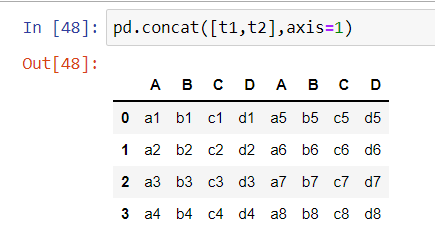 In [48]: pd.concat([t1,t2],axis=1)
Out[48]:
A B C D A B C D
0 a1 b1 c1 d1 a5 b5 c5 d5
1 a2 b2 c2 d2 a6 b6 c6 d6
2 a3 b3 c3 d3 a7 b7 c7 d7
3 a4 b4 c4 d4 a8 b8 c8 d8